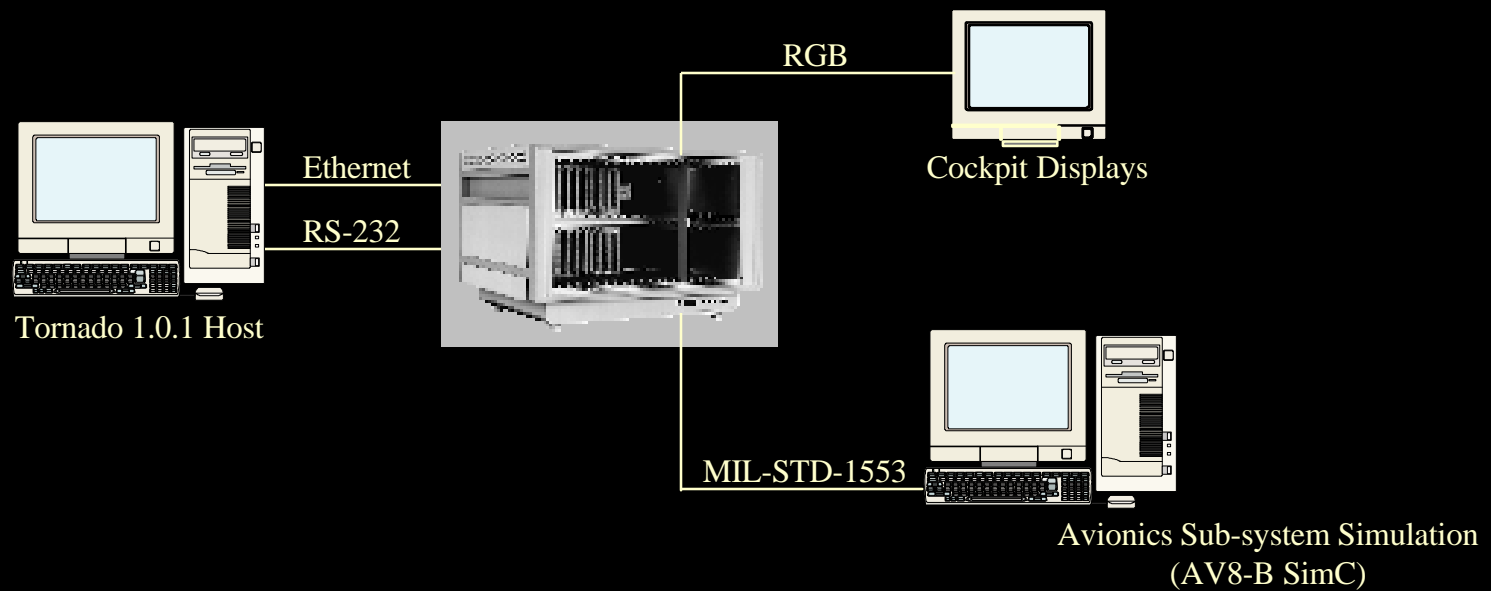 RGB
Cockpit Displays
Ethernet
RS-232
Tornado 1.0.1 Host
MIL-STD-1553
Avionics Sub-system Simulation
(AV8-B SimC)